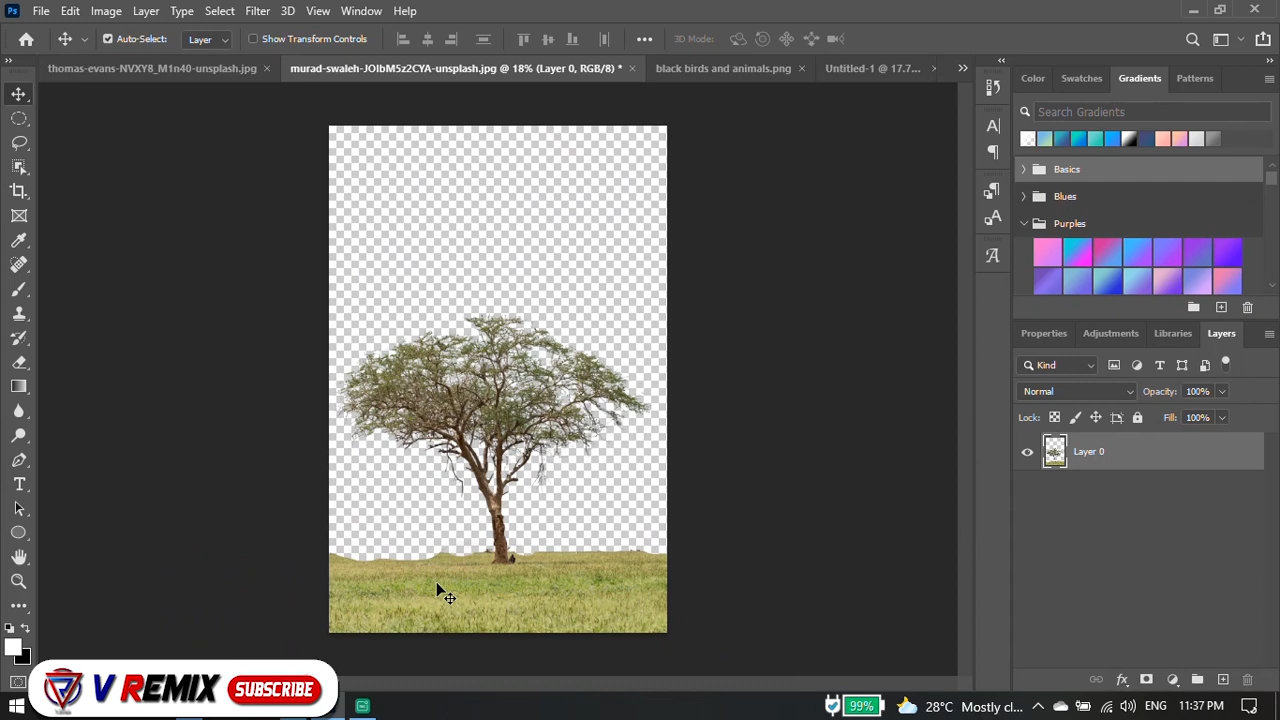 Ps File Edit Image Layer Type Select Filter 3D View Window Help
Auto-Select: Layer Show Transform Controls 3D Mode:
thomas-evans-NVXY8_M1n40-unsplash.jpg murad-swaleh-JOIbM5z2CYA-unsplash.jpg @ 18% (Layer 0, RGB/8) * black birds and animals.png Untitled-1 @ 17.7...
Color Swatches Gradients Patterns
Search Gradients
Basics
Blues
Purples
Properties Adjustments Libraries Layers
Kind
Normal Opacity: 100%
Lock: Fill: 100%
Layer 0
V REMIX SUBSCRIBE
99% 28°C Mostly cl... ENG 11:37 PM